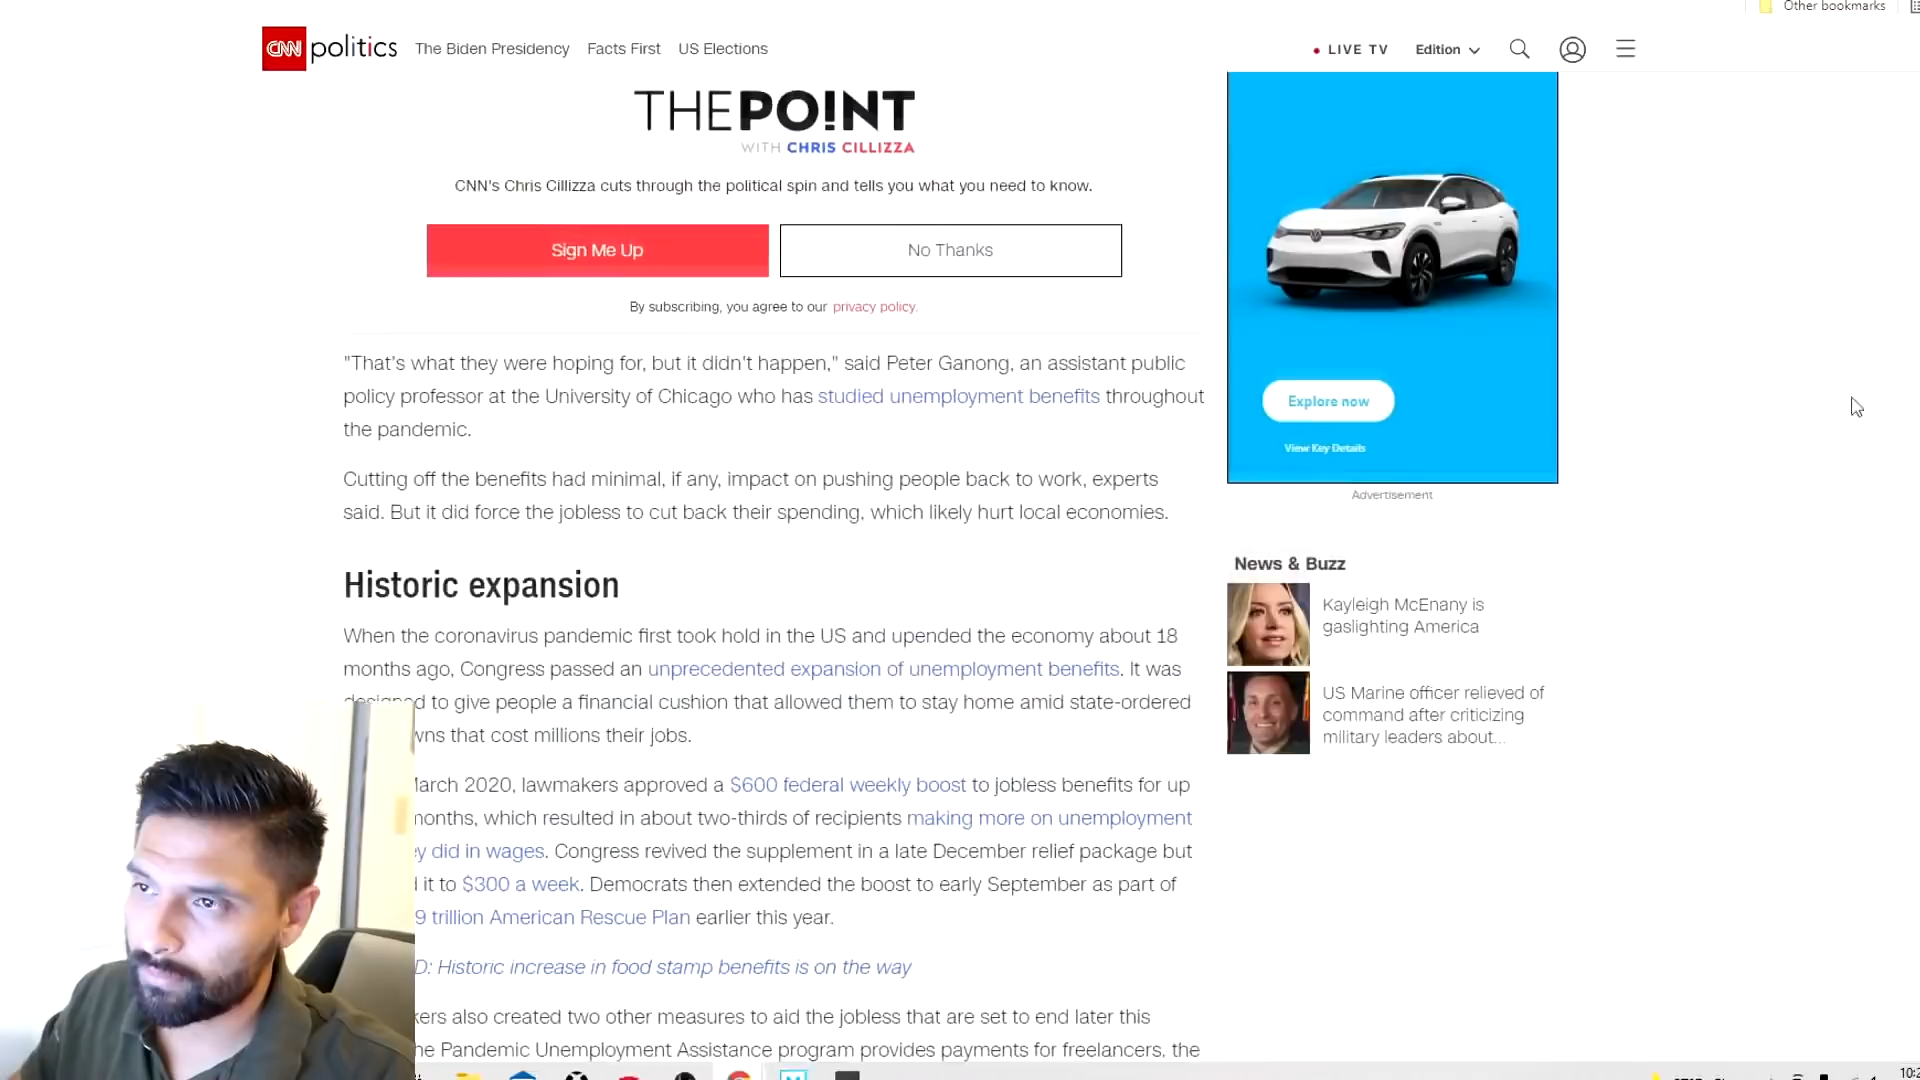 Other bookmarks
CNN politics The Biden Presidency Facts First US Elections
LIVE TV Edition
THE PO!NT
WITH CHRIS CILLIZZA
CNN's Chris Cillizza cuts through the political spin and tells you what you need to know.
Sign Me Up
No Thanks
By subscribing, you agree to our privacy policy.
"That's what they were hoping for, but it didn't happen," said Peter Ganong, an assistant public
policy professor at the University of Chicago who has studied unemployment benefits throughout
the pandemic.
Cutting off the benefits had minimal, if any, impact on pushing people back to work, experts
said. But it did force the jobless to cut back their spending, which likely hurt local economies.
Historic expansion
When the coronavirus pandemic first took hold in the US and upended the economy about 18
months ago, Congress passed an unprecedented expansion of unemployment benefits. It was
designed to give people a financial cushion that allowed them to stay home amid state-ordered
wns that cost millions their jobs.
March 2020, lawmakers approved a $600 federal weekly boost to jobless benefits for up
months, which resulted in about two-thirds of recipients making more on unemployment
ey did in wages. Congress revived the supplement in a late December relief package but
it to $300 a week. Democrats then extended the boost to early September as part of
9 trillion American Rescue Plan earlier this year.
D: Historic increase in food stamp benefits is on the way
kers also created two other measures to aid the jobless that are set to end later this
he Pandemic Unemployment Assistance program provides payments for freelancers, the
Explore now
View Key Details
Advertisement
News & Buzz
Kayleigh McEnany is
gaslighting America
US Marine officer relieved of
command after criticizing
military leaders about...